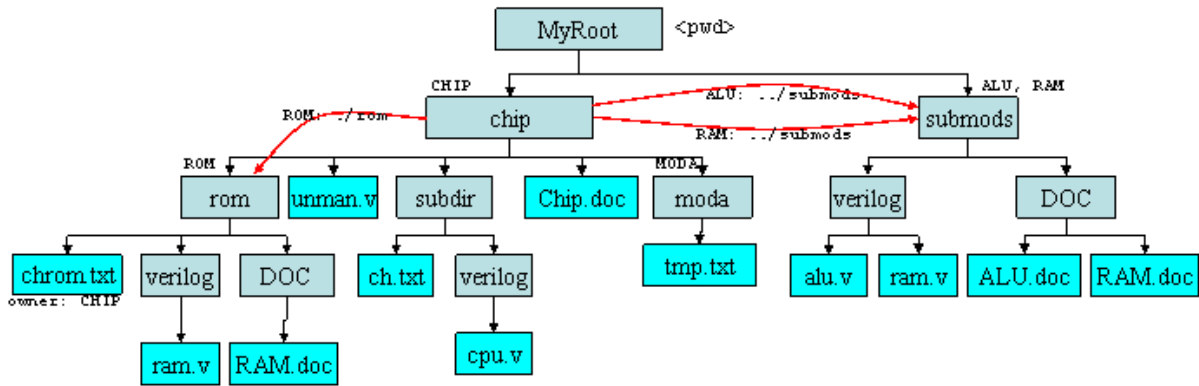 MyRoot <pwd>
CHIP
ALU, RAM
ALU: ../submods
ROM: ./rom
chip
submods
RAM: ../submods
ROM
MODA
rom
unman.v
subdir
Chip.doc
moda
verilog
DOC
chrom.txt
verilog
DOC
ch.txt
verilog
tmp.txt
alu.v
ram.v
ALU.doc
RAM.doc
owner: CHIP
ram.v
RAM.doc
cpu.v